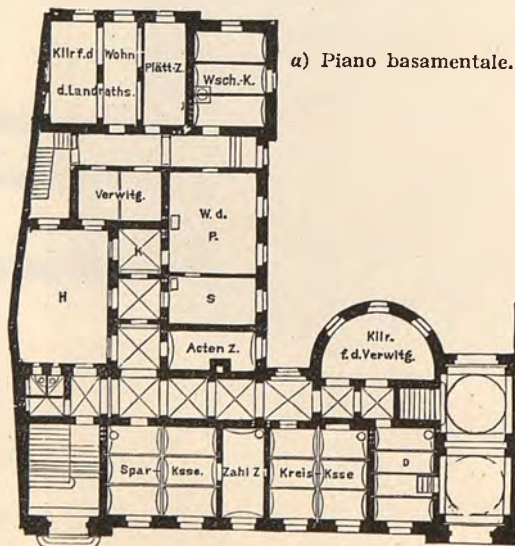 a) Piano basamentale.
Kllr f.d Wohn
d. Landraths.
Plätt-Z.
Wsch.-K.
Verwltg.
W. d.
P.
K
H
S
Acten Z.
Kllr.
f. d. Verwltg.
Spar- Ksse.
Zahl Z
Kreis- Ksse
D